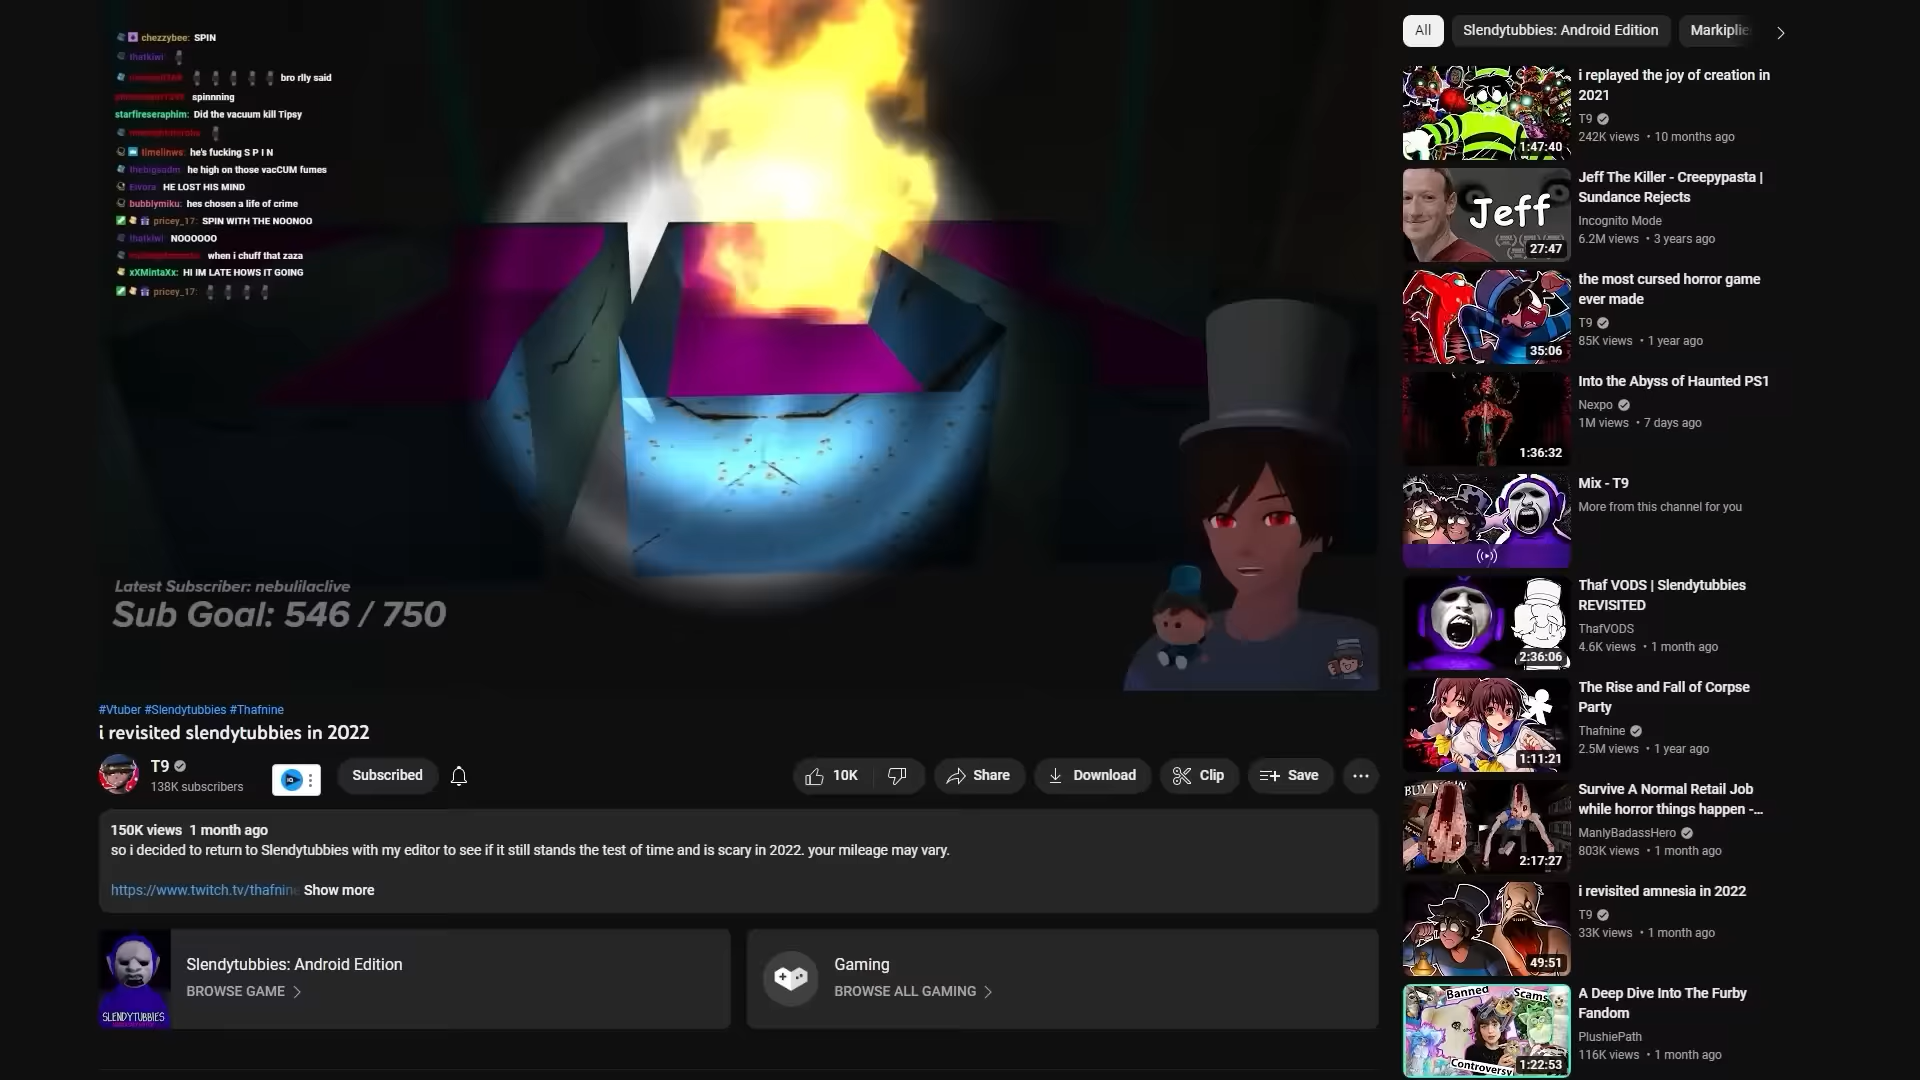 chezzybee: SPIN
thatkiwi:
bro rlly said
spinnning
starfireseraphim: Did the vacuum kill Tipsy
timelinws: he's fucking S P I N
thebigsadm: he high on those vacCUM fumes
Eivora: HE LOST HIS MIND
bubblymiku: hes chosen a life of crime
pricey_17: SPIN WITH THE NOONOO
thatkiwi: NOOOOOO
when i chuff that zaza
xXMintaXx: HI IM LATE HOWS IT GOING
pricey_17:
Latest Subscriber: nebulilaclive
Sub Goal: 546 / 750
#Vtuber #Slendytubbies #Thafnine
i revisited slendytubbies in 2022
T9
138K subscribers
Subscribed
10K
Share
Download
Clip
Save
150K views 1 month ago
so i decided to return to Slendytubbies with my editor to see if it still stands the test of time and is scary in 2022. your mileage may vary.
https://www.twitch.tv/thafnine Show more
SLENDYTUBBIES
Slendytubbies: Android Edition
BROWSE GAME
Gaming
BROWSE ALL GAMING
All
Slendytubbies: Android Edition
Markiplie
1:47:40
i replayed the joy of creation in
2021
T9
242K views • 10 months ago
Jeff
27:47
Jeff The Killer - Creepypasta |
Sundance Rejects
Incognito Mode
6.2M views • 3 years ago
35:06
the most cursed horror game
ever made
T9
85K views • 1 year ago
1:36:32
Into the Abyss of Haunted PS1
Nexpo
1M views • 7 days ago
Mix - T9
More from this channel for you
2:36:06
Thaf VODS | Slendytubbies
REVISITED
ThafVODS
4.6K views • 1 month ago
1:11:21
The Rise and Fall of Corpse
Party
Thafnine
2.5M views • 1 year ago
BUY NOW
2:17:27
Survive A Normal Retail Job
while horror things happen -...
ManlyBadassHero
803K views • 1 month ago
49:51
i revisited amnesia in 2022
T9
33K views • 1 month ago
Banned
Scams
Controversy
1:22:53
A Deep Dive Into The Furby
Fandom
PlushiePath
116K views • 1 month ago